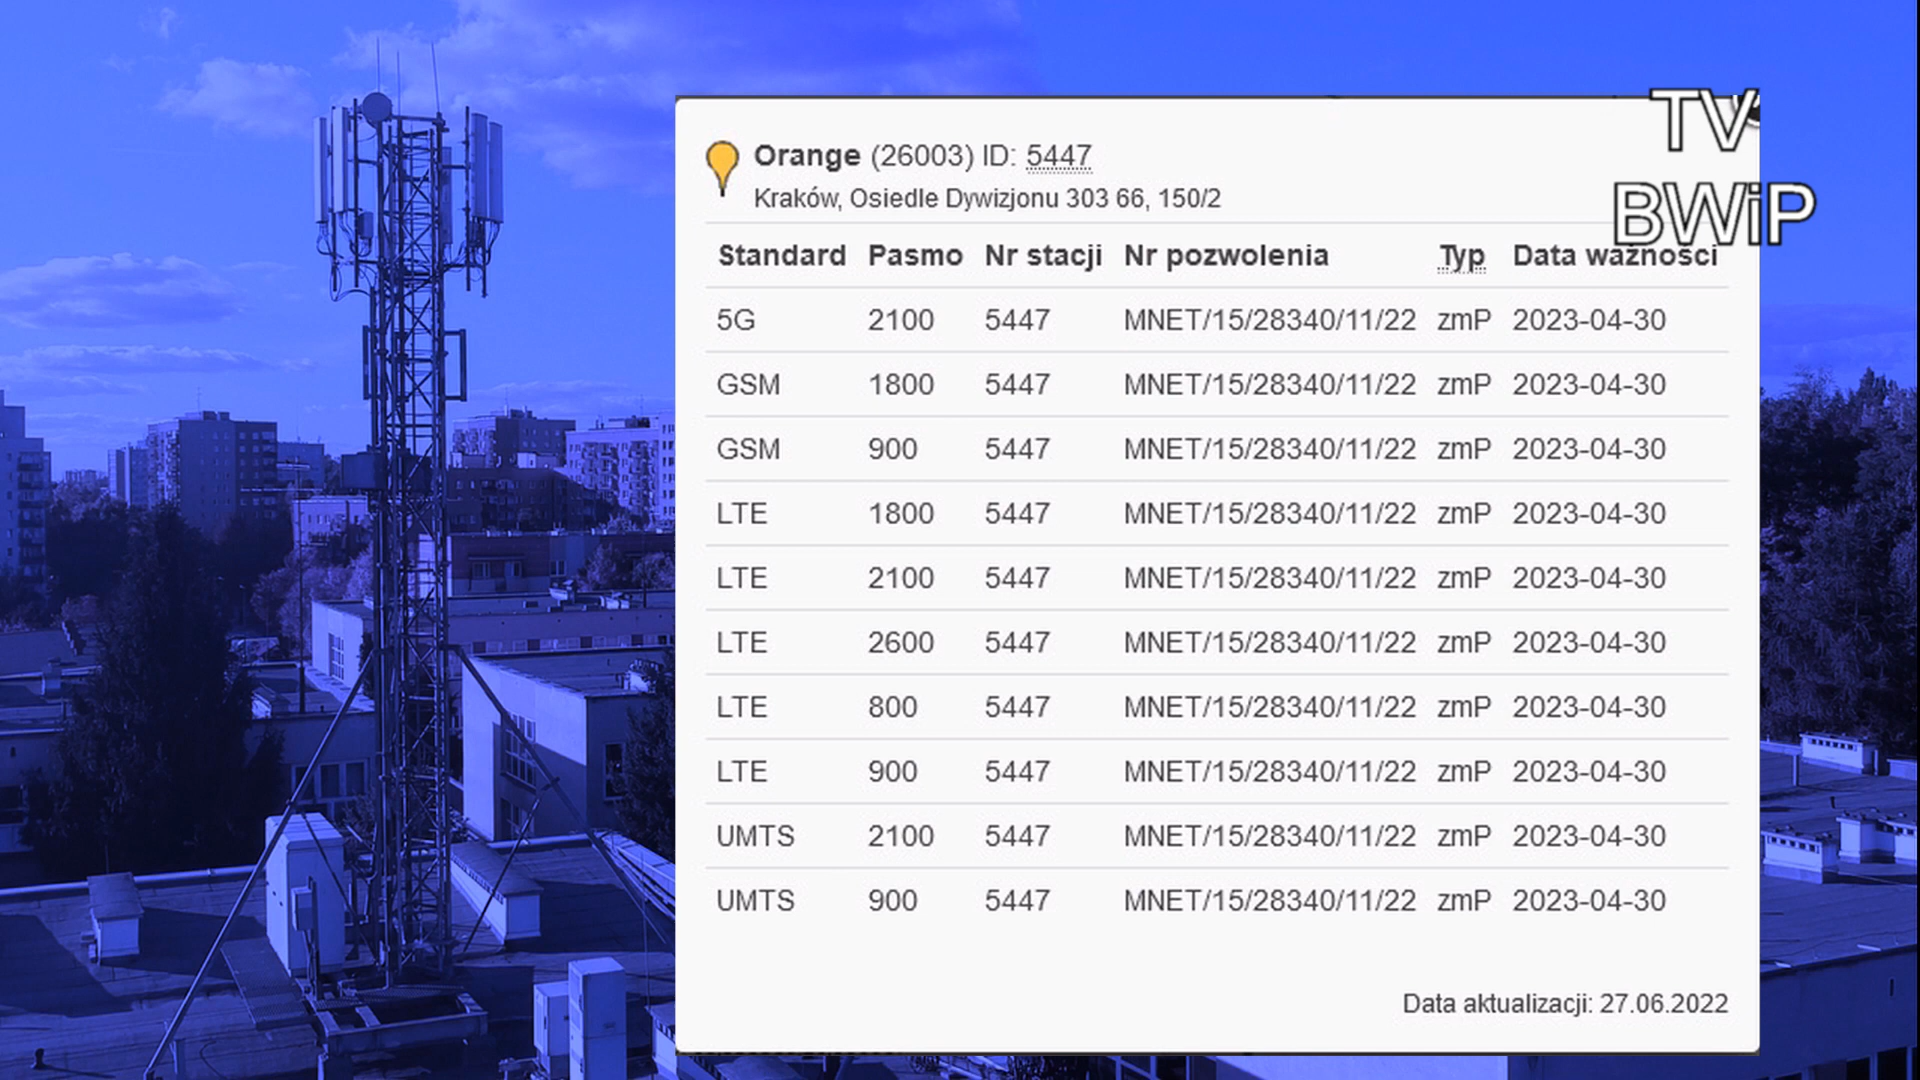 TV
BWiP
Orange (26003) ID: 5447
Kraków, Osiedle Dywizjonu 303 66, 150/2
Standard Pasmo Nr stacji Nr pozwolenia Typ Data ważności
5G 2100 5447 MNET/15/28340/11/22 zmP 2023-04-30
GSM 1800 5447 MNET/15/28340/11/22 zmP 2023-04-30
GSM 900 5447 MNET/15/28340/11/22 zmP 2023-04-30
LTE 1800 5447 MNET/15/28340/11/22 zmP 2023-04-30
LTE 2100 5447 MNET/15/28340/11/22 zmP 2023-04-30
LTE 2600 5447 MNET/15/28340/11/22 zmP 2023-04-30
LTE 800 5447 MNET/15/28340/11/22 zmP 2023-04-30
LTE 900 5447 MNET/15/28340/11/22 zmP 2023-04-30
UMTS 2100 5447 MNET/15/28340/11/22 zmP 2023-04-30
UMTS 900 5447 MNET/15/28340/11/22 zmP 2023-04-30
Data aktualizacji: 27.06.2022